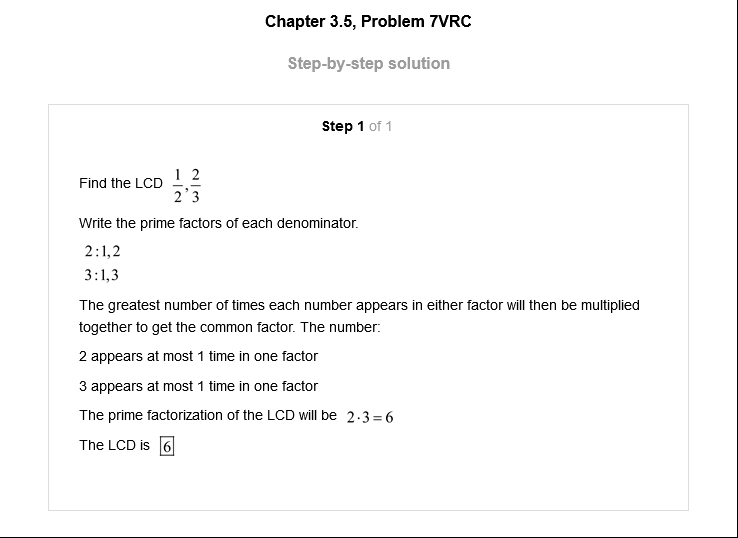 Chapter 3.5, Problem 7VRC
Step-by-step solution
Step 1 of 1
Find the LCD 1/2, 2/3
Write the prime factors of each denominator.
2:1,2
3:1,3
The greatest number of times each number appears in either factor will then be multiplied
together to get the common factor. The number:
2 appears at most 1 time in one factor
3 appears at most 1 time in one factor
The prime factorization of the LCD will be 2·3=6
The LCD is 6